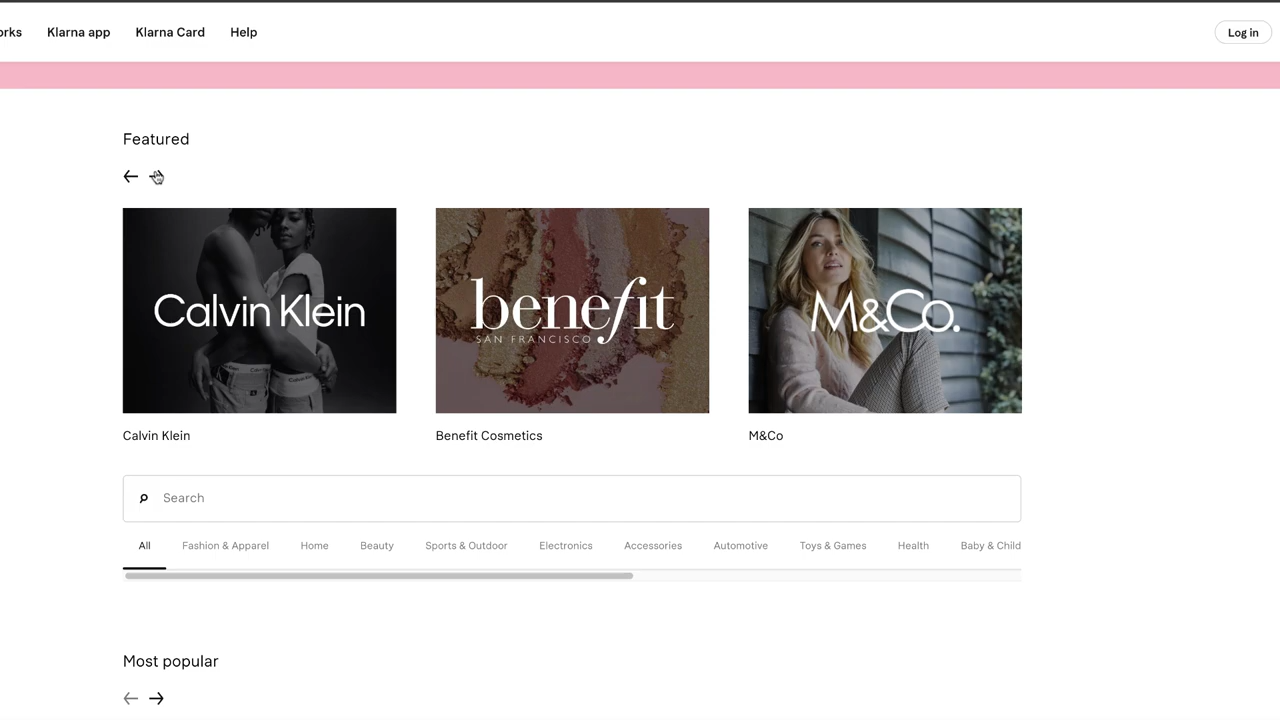 orks Klarna app Klarna Card Help Log in
Featured
Calvin Klein
benefit
SAN FRANCISCO
M&Co.
Calvin Klein Benefit Cosmetics M&Co
Search
All Fashion & Apparel Home Beauty Sports & Outdoor Electronics Accessories Automotive Toys & Games Health Baby & Child
Most popular